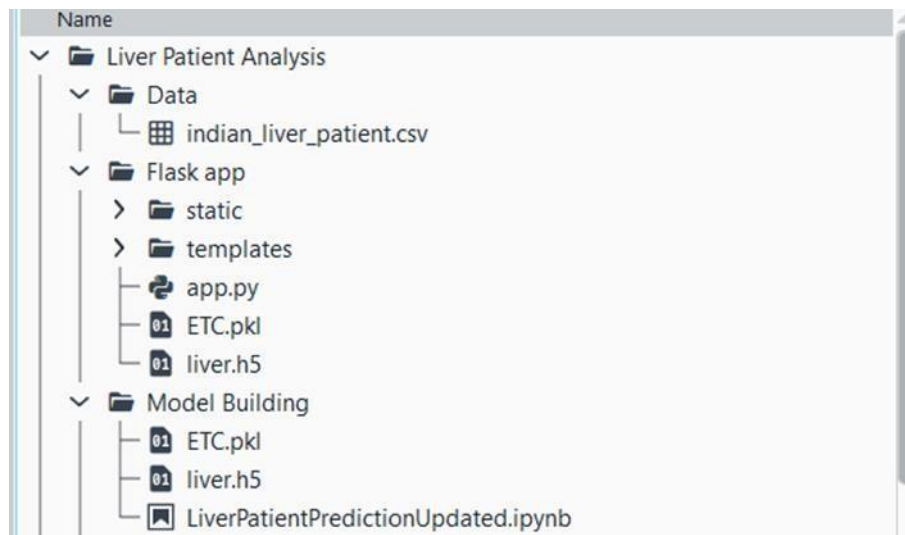 Name
Liver Patient Analysis
Data
indian_liver_patient.csv
Flask app
static
templates
app.py
ETC.pkl
liver.h5
Model Building
ETC.pkl
liver.h5
LiverPatientPredictionUpdated.ipynb